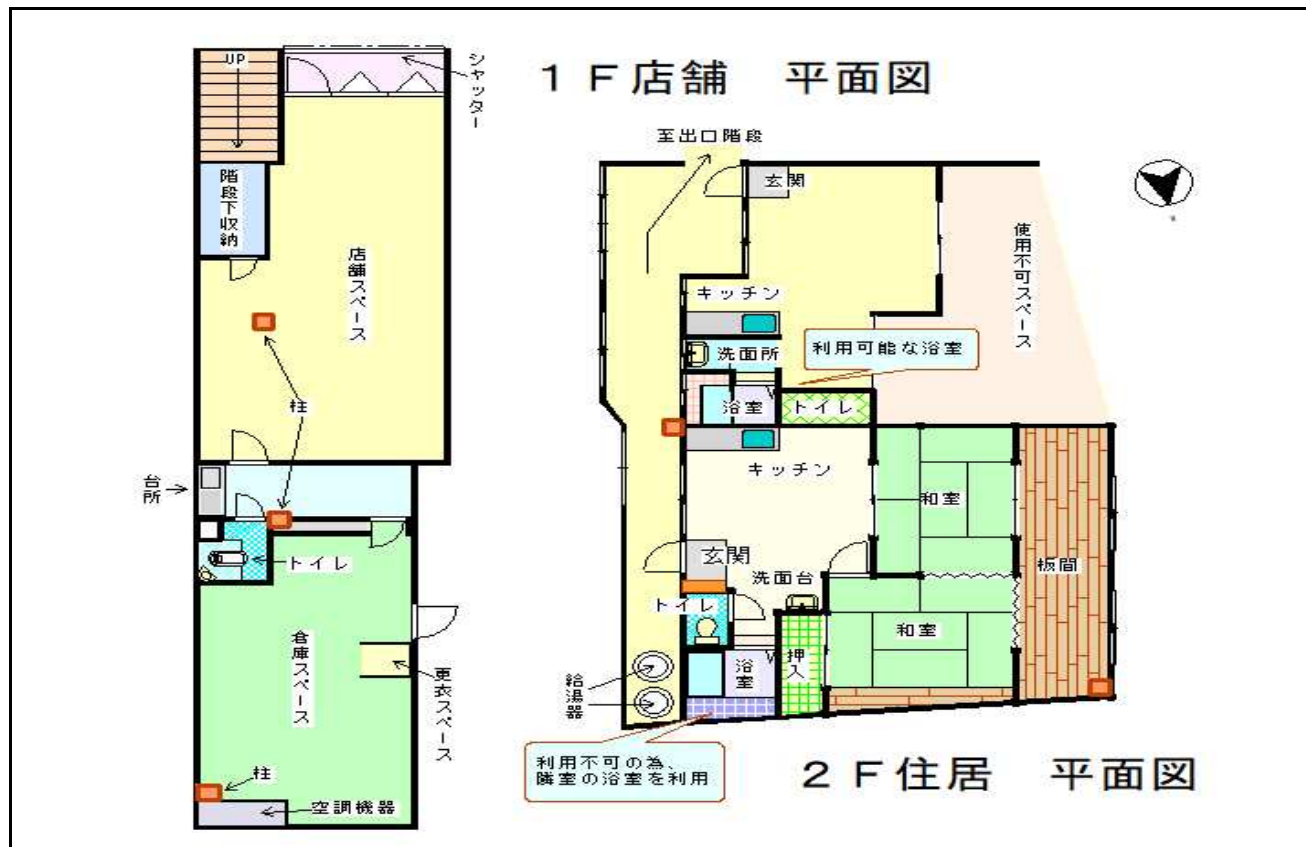 1F店舗 平面図
UP
シャッター
階段下収納
店舗スペース
柱
台所
トイレ
倉庫スペース
更衣スペース
柱
空調機器
至出口階段
玄関
使用不可スペース
キッチン
洗面所
利用可能な浴室
浴室
トイレ
キッチン
和室
玄関
洗面台
板間
トイレ
和室
浴室
押入
給湯器
利用不可の為、
隣室の浴室を利用
2F住居 平面図